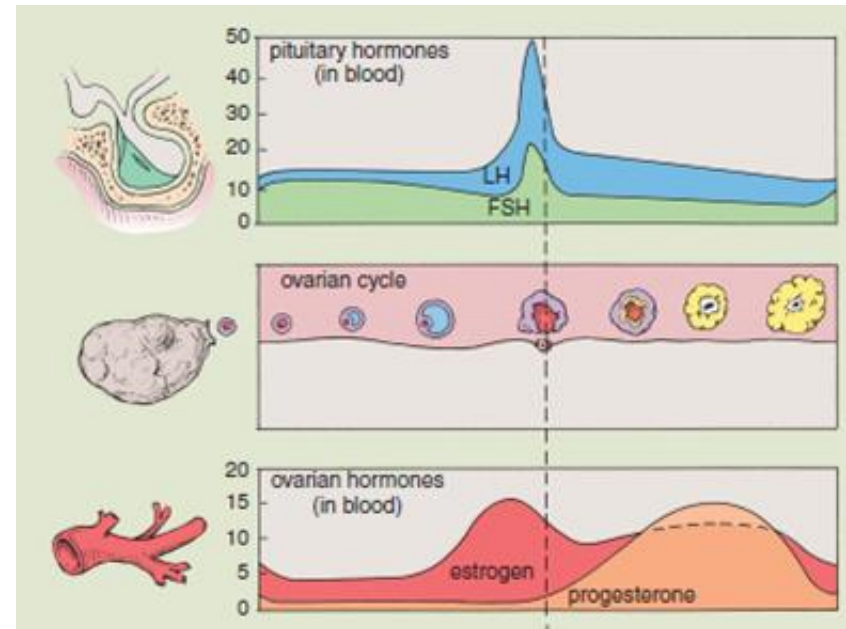 50
pituitary hormones
(in blood)
40
30
20
LH
10
FSH
0
ovarian cycle
20
ovarian hormones
(in blood)
15
10
estrogen
5
progesterone
0